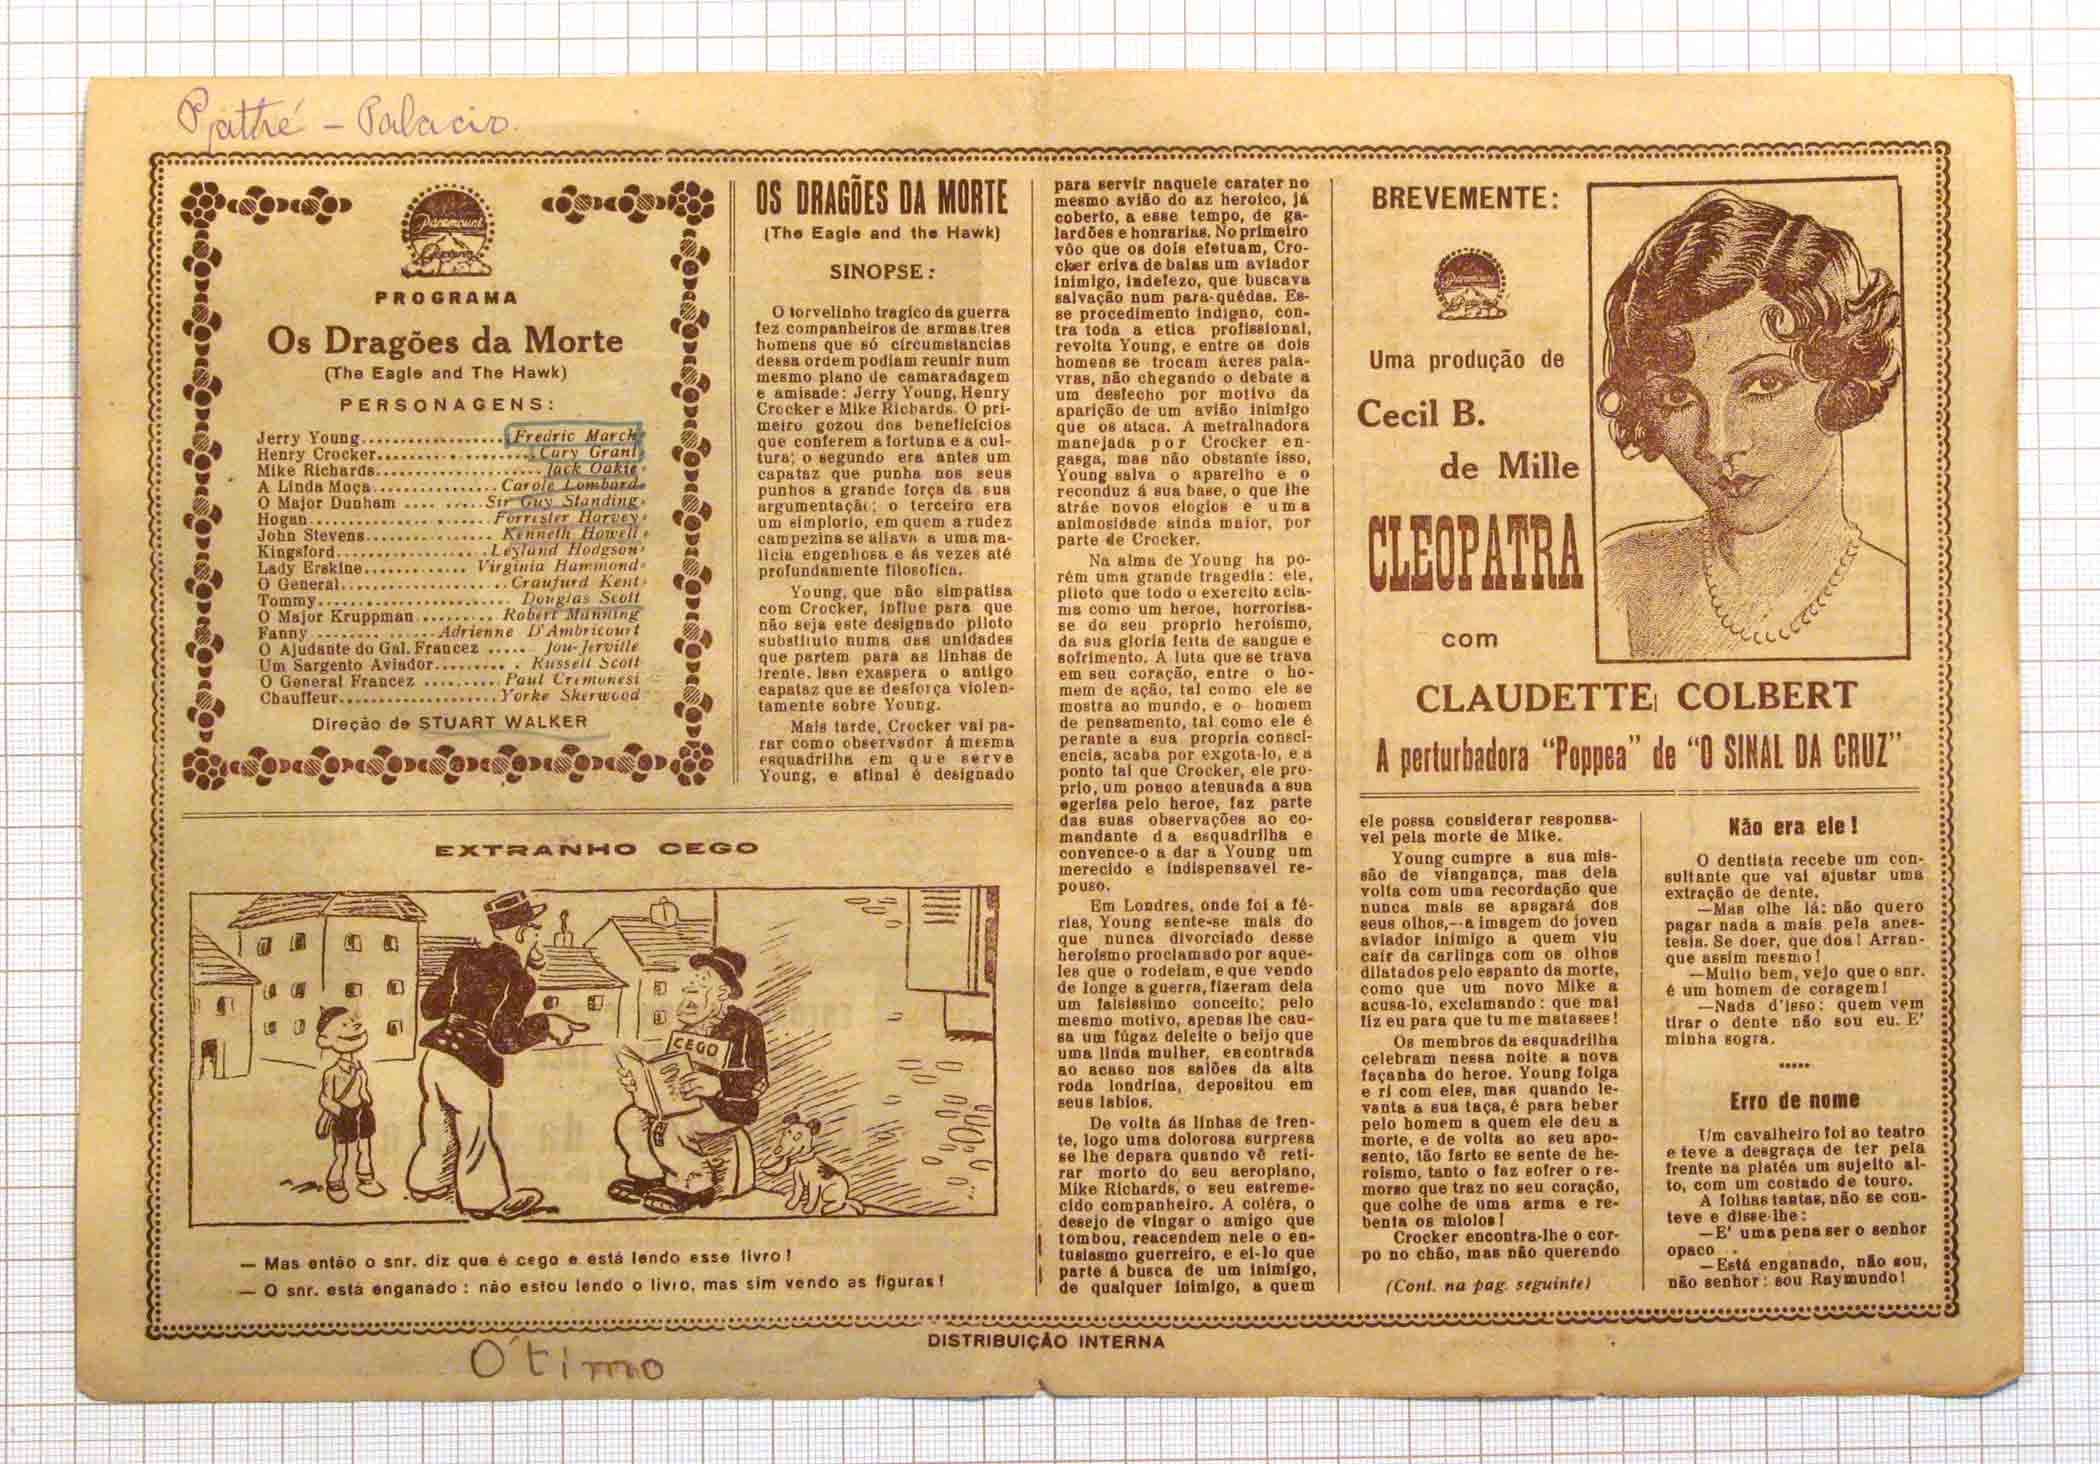 Pathé - Palacio.
Paramount
Pictures
PROGRAMA
Os Dragões da Morte
(The Eagle and The Hawk)
PERSONAGENS:
Jerry Young.................. Fredric March
Henry Crocker.................. Cary Grant
Mike Richards.................. Jack Oakie
A Linda Moça.................. Carole Lombard
O Major Dunham .... ...... Sir Guy Standing
Hogan.................. Forrester Harvey
John Stevens.................. Kenneth Howell
Kingsford.................. Leyland Hodgson
Lady Erskine............. Virginia Hammond
O General.................. Craufurd Kent
Tommy.................. Douglas Scott
O Major Kruppman .......... Robert Manning
Fanny ........ ...... Adrienne D'Ambricourt
O Ajudante do Gal. Francez ..... Jou-Jerville
Um Sargento Aviador......... . Russell Scott
O General Francez .......... Paul Cremonesi
Chauffeur.................. Yorke Sherwood
Direção de STUART WALKER
OS DRAGÕES DA MORTE
(The Eagle and the Hawk)
SINOPSE:
O torvelinho tragico da guerra
fez companheiros de armas tres
homens que só circumstancias
dessa ordem podiam reunir num
mesmo plano de camaradagem
e amisade: Jerry Young, Henry
Crocker e Mike Richards. O pri-
meiro gozou dos beneficicios
que conferem a fortuna e a cul-
tura; o segundo era antes um
capataz que punha nos seus
punhos a grande força da sua
argumentação; o terceiro era
um simplorio, em quem a rudez
campezina se aliava a uma ma-
licia engenhosa e ás vezes até
profundamente filosofica.
Young, que não simpatisa
com Crocker, influe para que
não seja este designado piloto
substituto numa das unidades
que partem para as linhas de
frente. Isso exaspera o antigo
capataz que se desforça violen-
tamente sobre Young.
Mais tarde, Crocker vai pa-
rar como observador á mesma
esquadrilha em que serve
Young, e afinal é designado
para servir naquele carater no
mesmo avião do az heroico, já
coberto, a esse tempo, de ga-
lardões e honrarias. No primeiro
vôo que os dois efetuam, Cro-
cker criva de balas um aviador
inimigo, indefezo, que buscava
salvação num para-quédas. Es-
se procedimento indigno, con-
tra toda a etica profissional,
revolta Young, e entre os dois
homens se trocam ácres pala-
vras, não chegando o debate a
um desfecho por motivo da
aparição de um avião inimigo
que os ataca. A metralhadora
manejada por Crocker en-
gasga, mas não obstante isso,
Young salva o aparelho e o
reconduz á sua base, o que lhe
atráe novos elogios e uma
animosidade ainda maior, por
parte de Crocker.
Na alma de Young ha po-
rém uma grande tragedia: ele,
piloto que todo o exercito acla-
ma como um heroe, horrorisa-
se do seu proprio heroismo,
da sua gloria feita de sangue e
sofrimento. A luta que se trava
em seu coração, entre o ho-
mem de ação, tal como ele se
mostra ao mundo, e o homem
de pensamento, tal como ele é
perante a sua propria consci-
encia, acaba por exgota-lo, e a
ponto tal que Crocker, ele pro-
prio, um pouco atenuada a sua
egerisa pelo heroe, faz parte
das suas observações ao co-
mandante da esquadrilha e
convence-o a dar a Young um
merecido e indispensavel re-
pouso.
Em Londres, onde foi a fé-
rias, Young sente-se mais do
que nunca divorciado desse
heroismo proclamado por aque-
les que o rodeiam, e que vendo
de longe a guerra, fizeram dela
um falsissimo conceito; pelo
mesmo motivo, apenas lhe cau-
sa um fúgaz deleite o beijo que
uma linda mulher, encontrada
ao acaso nos salões da alta
roda londrina, depositou em
seus labios.
De volta ás linhas de fren-
te, logo uma dolorosa surpresa
se lhe depara quando vê reti-
rar morto do seu aeroplano,
Mike Richards, o seu estreme-
cido companheiro. A coléra, o
desejo de vingar o amigo que
tombou, reacendem nele o en-
tusiasmo guerreiro, e ei-lo que
parte á busca de um inimigo,
de qualquer inimigo, a quem
BREVEMENTE:
Paramount
Pictures
Uma produção de
Cecil B.
de Mille
CLEOPATRA
com
CLAUDETTE COLBERT
A perturbadora "Poppea" de "O SINAL DA CRUZ"
ele possa considerar responsa-
vel pela morte de Mike.
Young cumpre a sua mis-
são de viangança, mas dela
volta com uma recordação que
nunca mais se apagará dos
seus olhos,--a imagem do joven
aviador inimigo a quem viu
cair da carlinga com os olhos
dilatados pelo espanto da morte,
como que um novo Mike a
acusa-lo, exclamando: que mal
fiz eu para que tu me matasses!
Os membros da esquadrilha
celebram nessa noite a nova
façanha do heroe. Young folga
e ri com eles, mas quando le-
vanta a sua taça, é para beber
pelo homem a quem ele deu a
morte, e de volta ao seu apo-
sento, tão farto se sente de he-
roismo, tanto o faz sofrer o re-
morso que traz no seu coração,
que colhe de uma arma e re-
benta os miolos!
Crocker encontra-lhe o cor-
po no chão, mas não querendo
(Cont. na pag. seguinte)
Não era ele!
O dentista recebe um con-
sultante que vai ajustar uma
extração de dente.
—Mas olhe lá: não quero
pagar nada a mais pela anes-
tesia. Se doer, que doa! Arran-
que assim mesmo!
—Muito bem, vejo que o snr.
é um homem de coragem!
—Nada d'isso: quem vem
tirar o dente não sou eu. E'
minha sogra.
*****
Erro de nome
Um cavalheiro foi ao teatro
e teve a desgraça de ter pela
frente na platéa um sujeito al-
to, com um costado de touro.
A folhas tantas, não se con-
teve e disse-lhe:
—E' uma pena ser o senhor
opaco...
—Está enganado, não sou,
não senhor: sou Raymundo!
EXTRANHO CEGO
CEGO
— Mas então o snr. diz que é cego e está lendo esse livro!
— O snr. está enganado: não estou lendo o livro, mas sim vendo as figuras!
DISTRIBUIÇÃO INTERNA
Ótimo